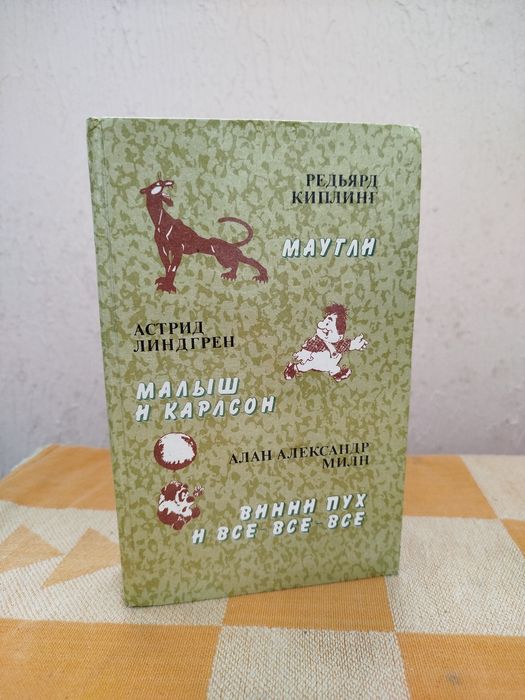 РЕДЬЯРД
КИПЛИНГ
МАУГЛИ
АСТРИД
ЛИНДГРЕН
МАЛЫШ
И КАРЛСОН
АЛАН АЛЕКСАНДР
МИЛН
ВИННИ ПУХ
И ВСЕ-ВСЕ-ВСЕ